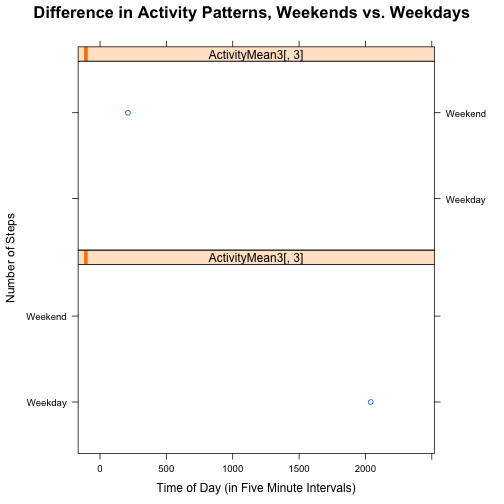 Difference in Activity Patterns, Weekends vs. Weekdays
ActivityMean3[, 3]
Weekend
Weekday
ActivityMean3[, 3]
Weekend
Weekday
Number of Steps
0 500 1000 1500 2000
Time of Day (in Five Minute Intervals)